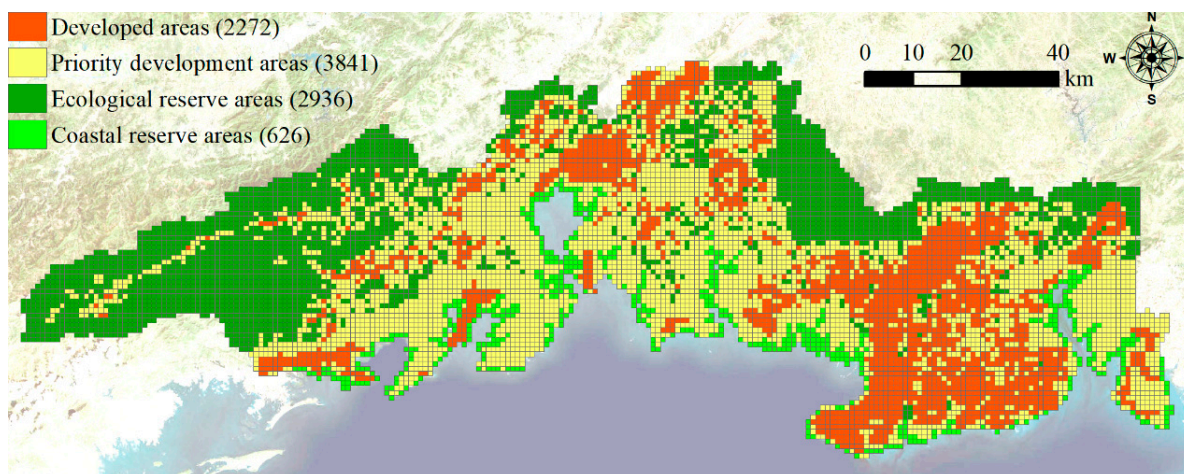 Developed areas (2272)
Priority development areas (3841)
Ecological reserve areas (2936)
Coastal reserve areas (626)
0 10 20 40
km
N
W E
S